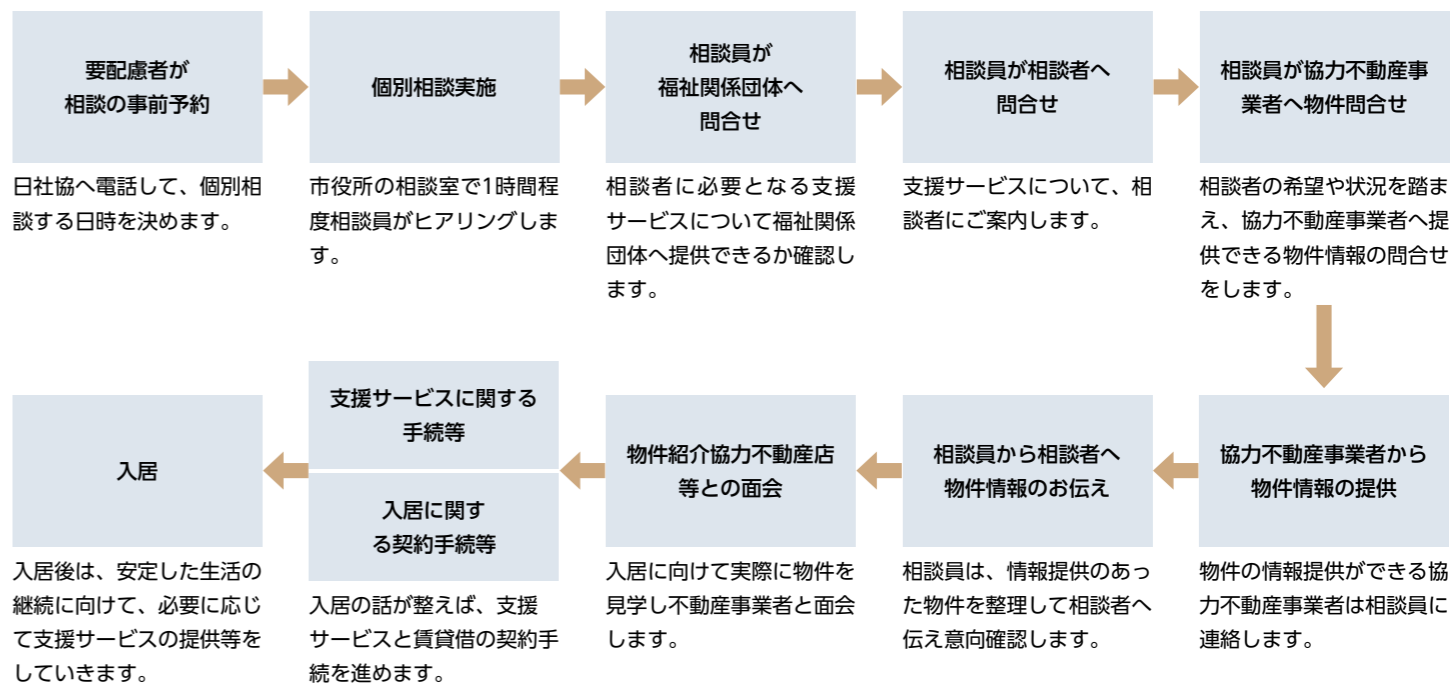 要配慮者が
相談の事前予約
日社協へ電話して、個別相
談する日時を決めます。
個別相談実施
市役所の相談室で1時間程
度相談員がヒアリングしま
す。
相談員が
福祉関係団体へ
問合せ
相談者に必要となる支援
サービスについて福祉関係
団体へ提供できるか確認し
ます。
相談員が相談者へ
問合せ
支援サービスについて、相
談者にご案内します。
相談員が協力不動産事
業者へ物件問合せ
相談者の希望や状況を踏ま
え、協力不動産事業者へ提
供できる物件情報の問合せ
をします。
協力不動産事業者から
物件情報の提供
物件の情報提供ができる協
力不動産事業者は相談員に
連絡します。
相談員から相談者へ
物件情報のお伝え
相談員は、情報提供のあっ
た物件を整理して相談者へ
伝え意向確認します。
物件紹介協力不動産店
等との面会
入居に向けて実際に物件を
見学し不動産事業者と面会
します。
支援サービスに関する
手続等
入居に関す
る契約手続等
入居の話が整えば、支援
サービスと賃貸借の契約手
続を進めます。
入居
入居後は、安定した生活の
継続に向けて、必要に応じ
て支援サービスの提供等を
していきます。